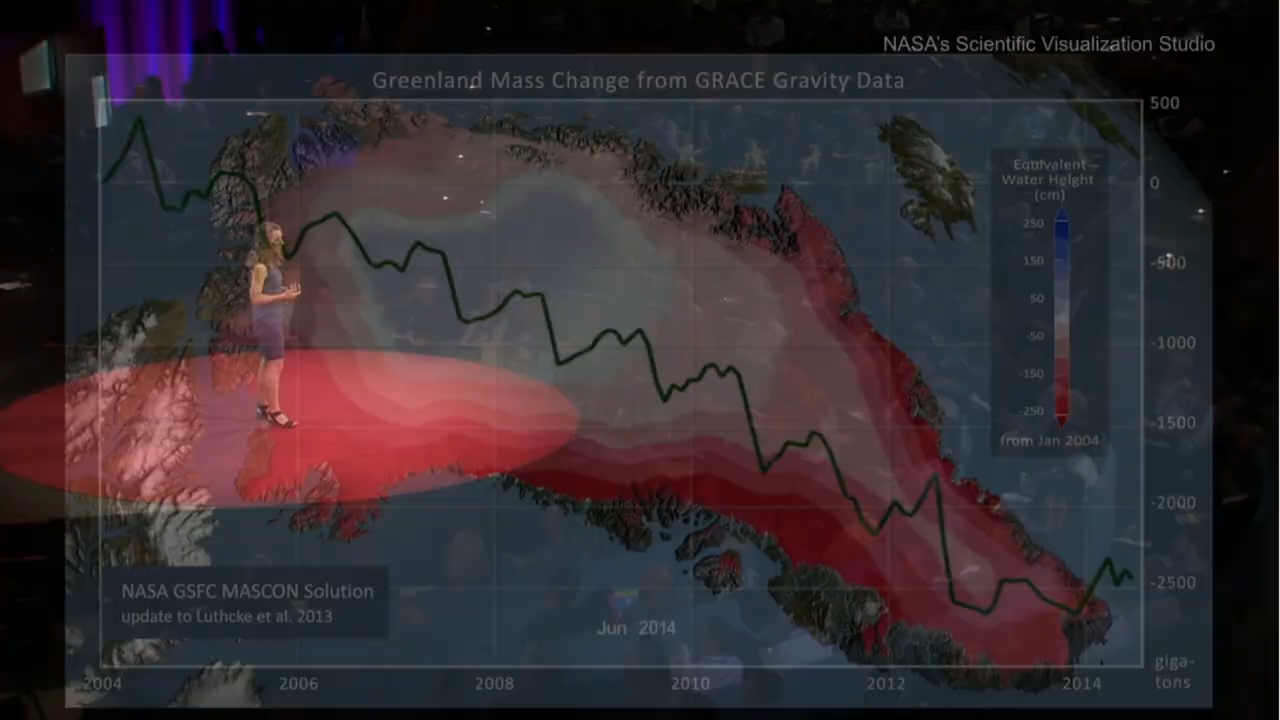 NASA's Scientific Visualization Studio
Greenland Mass Change from GRACE Gravity Data
500
0
-500
-1000
-1500
-2000
-2500
giga-
tons
Equivalent
Water Height
(cm)
250
150
50
-50
-150
-250
from Jan 2004
NASA GSFC MASCON Solution
update to Luthcke et al. 2013
Jun 2014
2004
2006
2008
2010
2012
2014